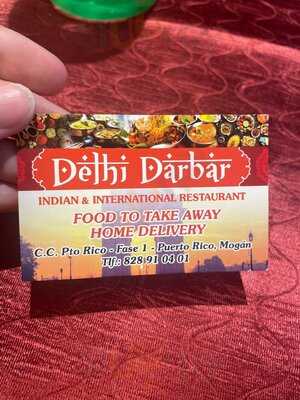 Delhi Darbar
INDIAN & INTERNATIONAL RESTAURANT
FOOD TO TAKE AWAY
HOME DELIVERY
C.C. Pto Rico - Fase 1 - Puerto Rico, Mogán
Tlf.: 828 91 04 01